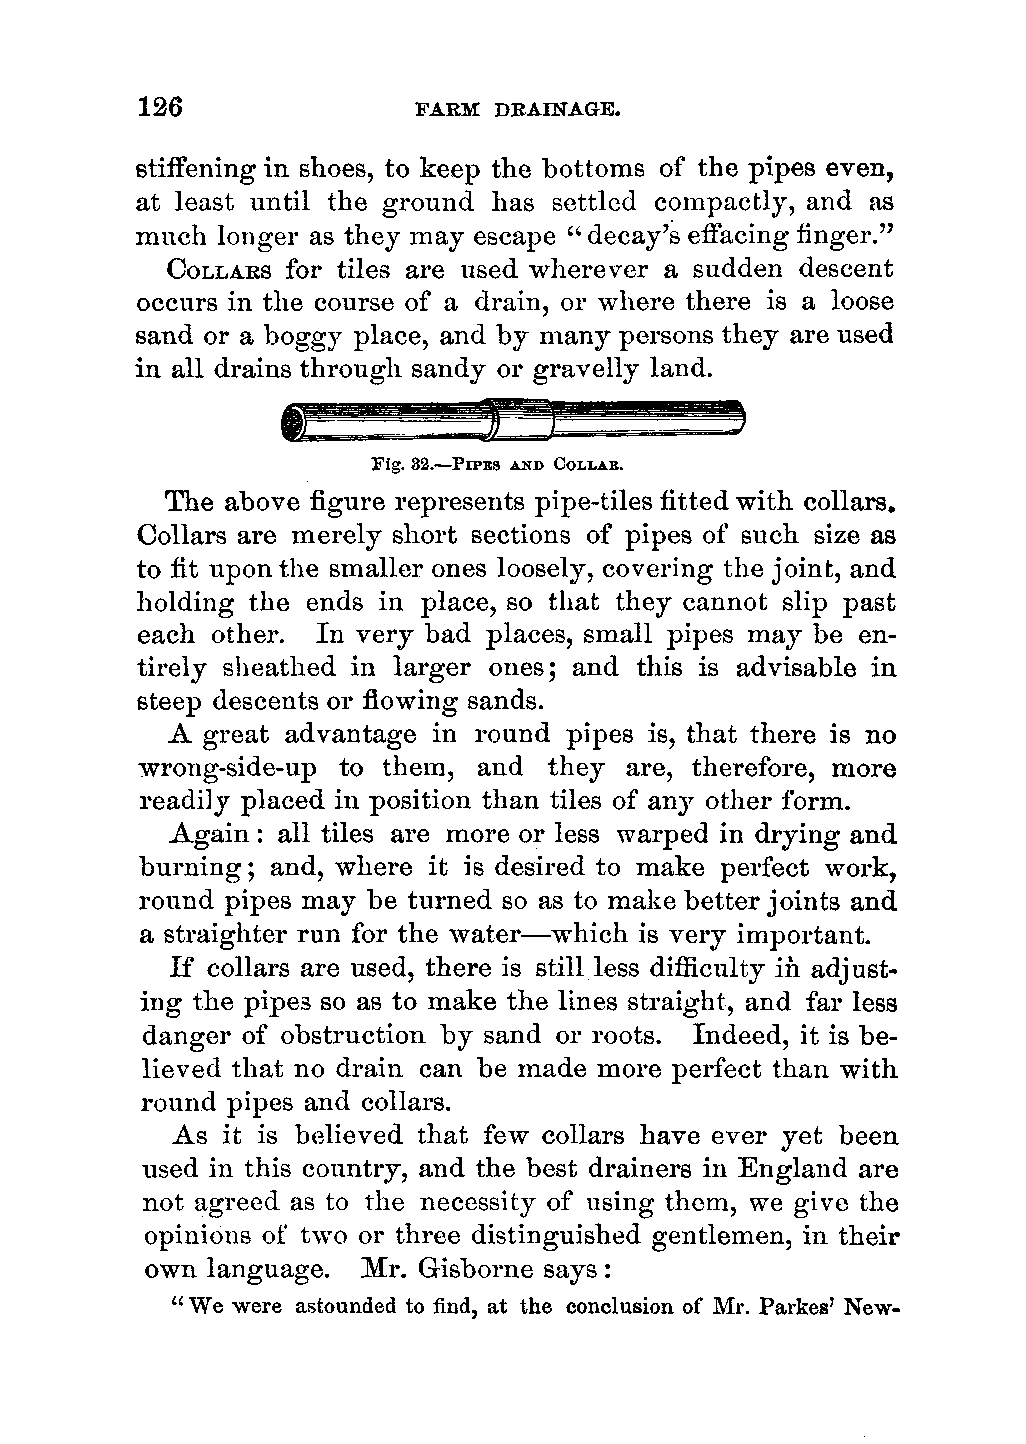 126 FARM DRAINAGE.
stiffening in shoes, to keep the bottoms of the pipes even,
at least until the ground has settled compactly, and as
much longer as they may escape “decay’s effacing finger.”
COLLARS for tiles are used wherever a sudden descent
occurs in the course of a drain, or where there is a loose
sand or a boggy place, and by many persons they are used
in all drains through sandy or gravelly land.
Fig. 32.—PIPES AND COLLAR.
The above figure represents pipe-tiles fitted with collars.
Collars are merely short sections of pipes of such size as
to fit upon the smaller ones loosely, covering the joint, and
holding the ends in place, so that they cannot slip past
each other. In very bad places, small pipes may be en-
tirely sheathed in larger ones; and this is advisable in
steep descents or flowing sands.
A great advantage in round pipes is, that there is no
wrong-side-up to them, and they are, therefore, more
readily placed in position than tiles of any other form.
Again: all tiles are more or less warped in drying and
burning; and, where it is desired to make perfect work,
round pipes may be turned so as to make better joints and
a straighter run for the water—which is very important.
If collars are used, there is still less difficulty in adjust-
ing the pipes so as to make the lines straight, and far less
danger of obstruction by sand or roots. Indeed, it is be-
lieved that no drain can be made more perfect than with
round pipes and collars.
As it is believed that few collars have ever yet been
used in this country, and the best drainers in England are
not agreed as to the necessity of using them, we give the
opinions of two or three distinguished gentlemen, in their
own language. Mr. Gisborne says:
“We were astounded to find, at the conclusion of Mr. Parkes’ New-